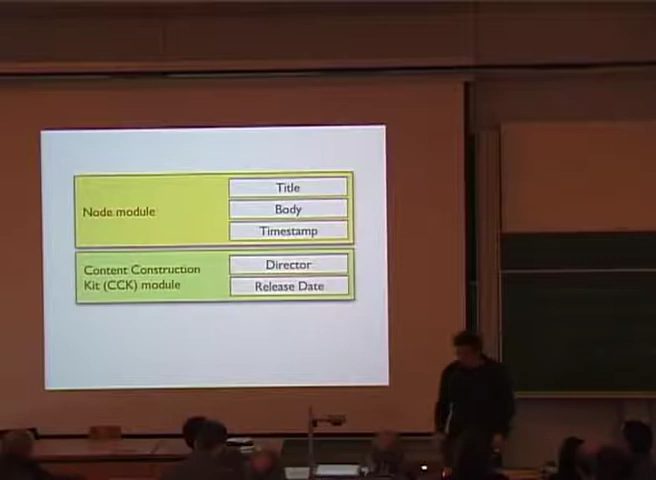 Node module
Title
Body
Timestamp
Content Construction
Kit (CCK) module
Director
Release Date